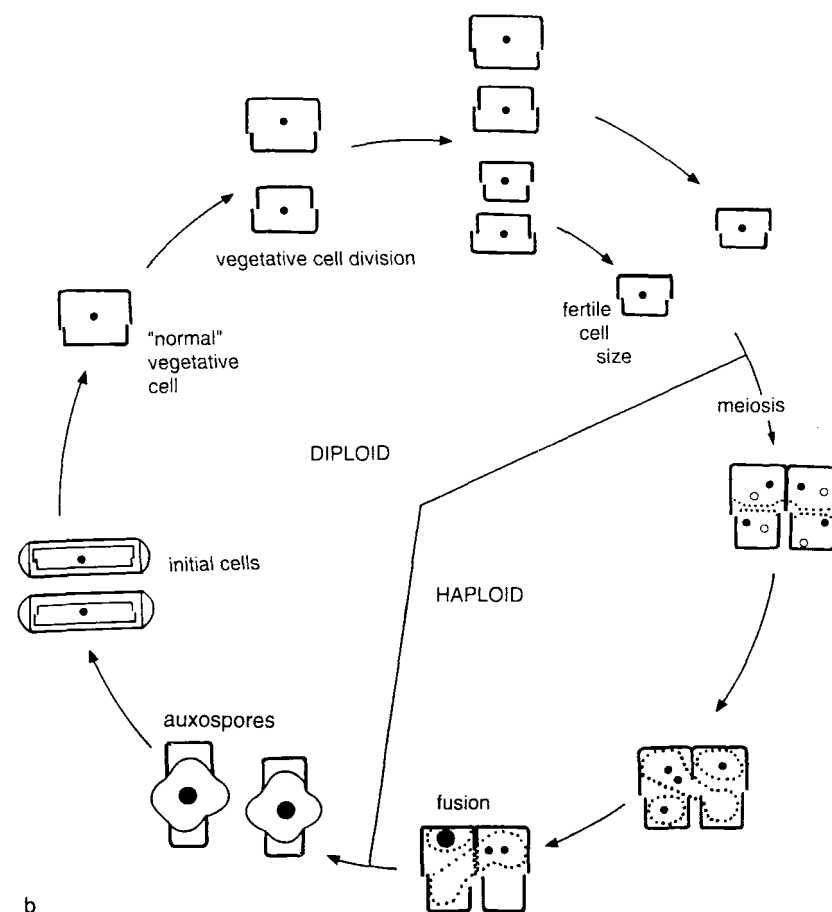 vegetative cell division
"normal"
vegetative
cell
fertile
cell
size
meiosis
DIPLOID
initial cells
HAPLOID
auxospores
fusion
b